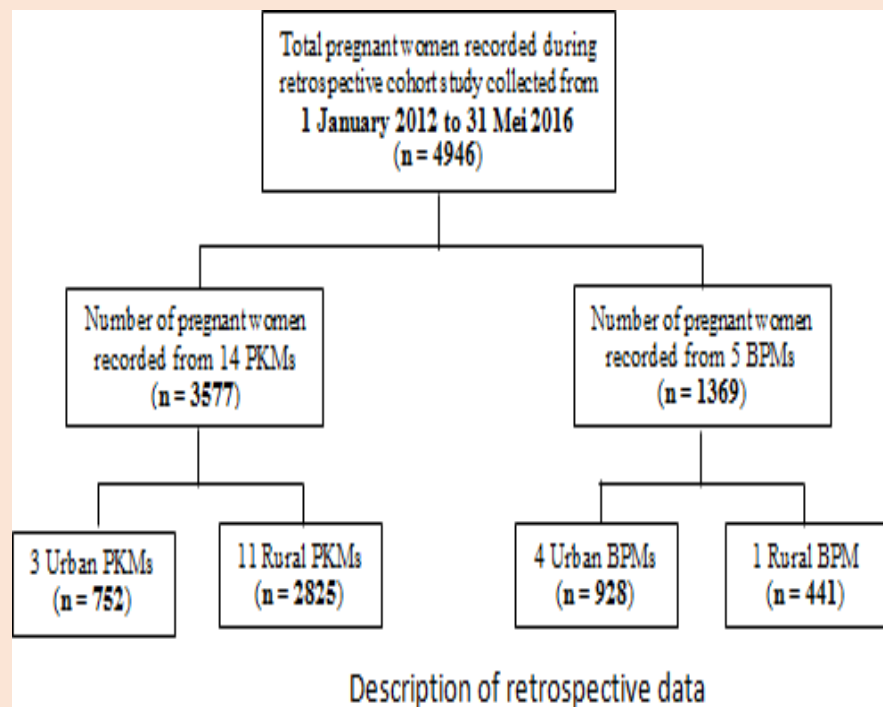 Total pregnant women recorded during
retrospective cohort study collected from
1 January 2012 to 31 Mei 2016
(n = 4946)
Number of pregnant women
recorded from 14 PKMs
(n = 3577)
Number of pregnant women
recorded from 5 BPMs
(n = 1369)
3 Urban PKMs
(n = 752)
11 Rural PKMs
(n = 2825)
4 Urban BPMs
(n = 928)
1 Rural BPM
(n = 441)
Description of retrospective data